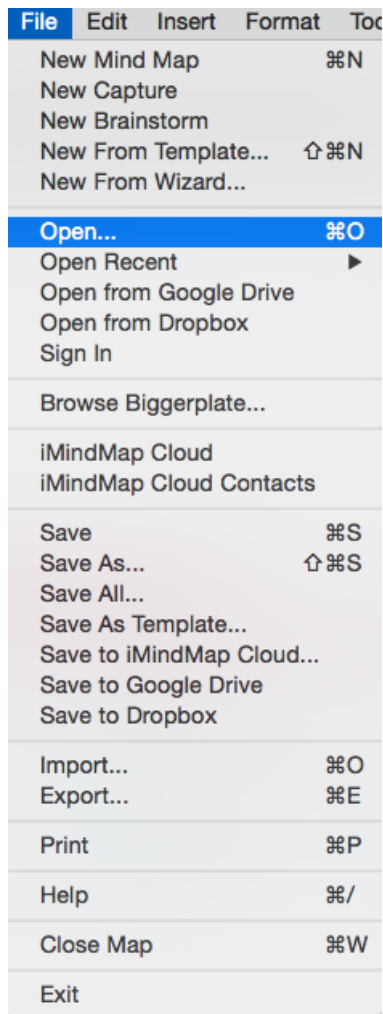 File Edit Insert Format Too
New Mind Map ⌘N
New Capture
New Brainstorm
New From Template... ⇧⌘N
New From Wizard...
Open... ⌘O
Open Recent ▶
Open from Google Drive
Open from Dropbox
Sign In
Browse Biggerplate...
iMindMap Cloud
iMindMap Cloud Contacts
Save ⌘S
Save As... ⇧⌘S
Save All...
Save As Template...
Save to iMindMap Cloud...
Save to Google Drive
Save to Dropbox
Import... ⌘O
Export... ⌘E
Print ⌘P
Help ⌘/
Close Map ⌘W
Exit